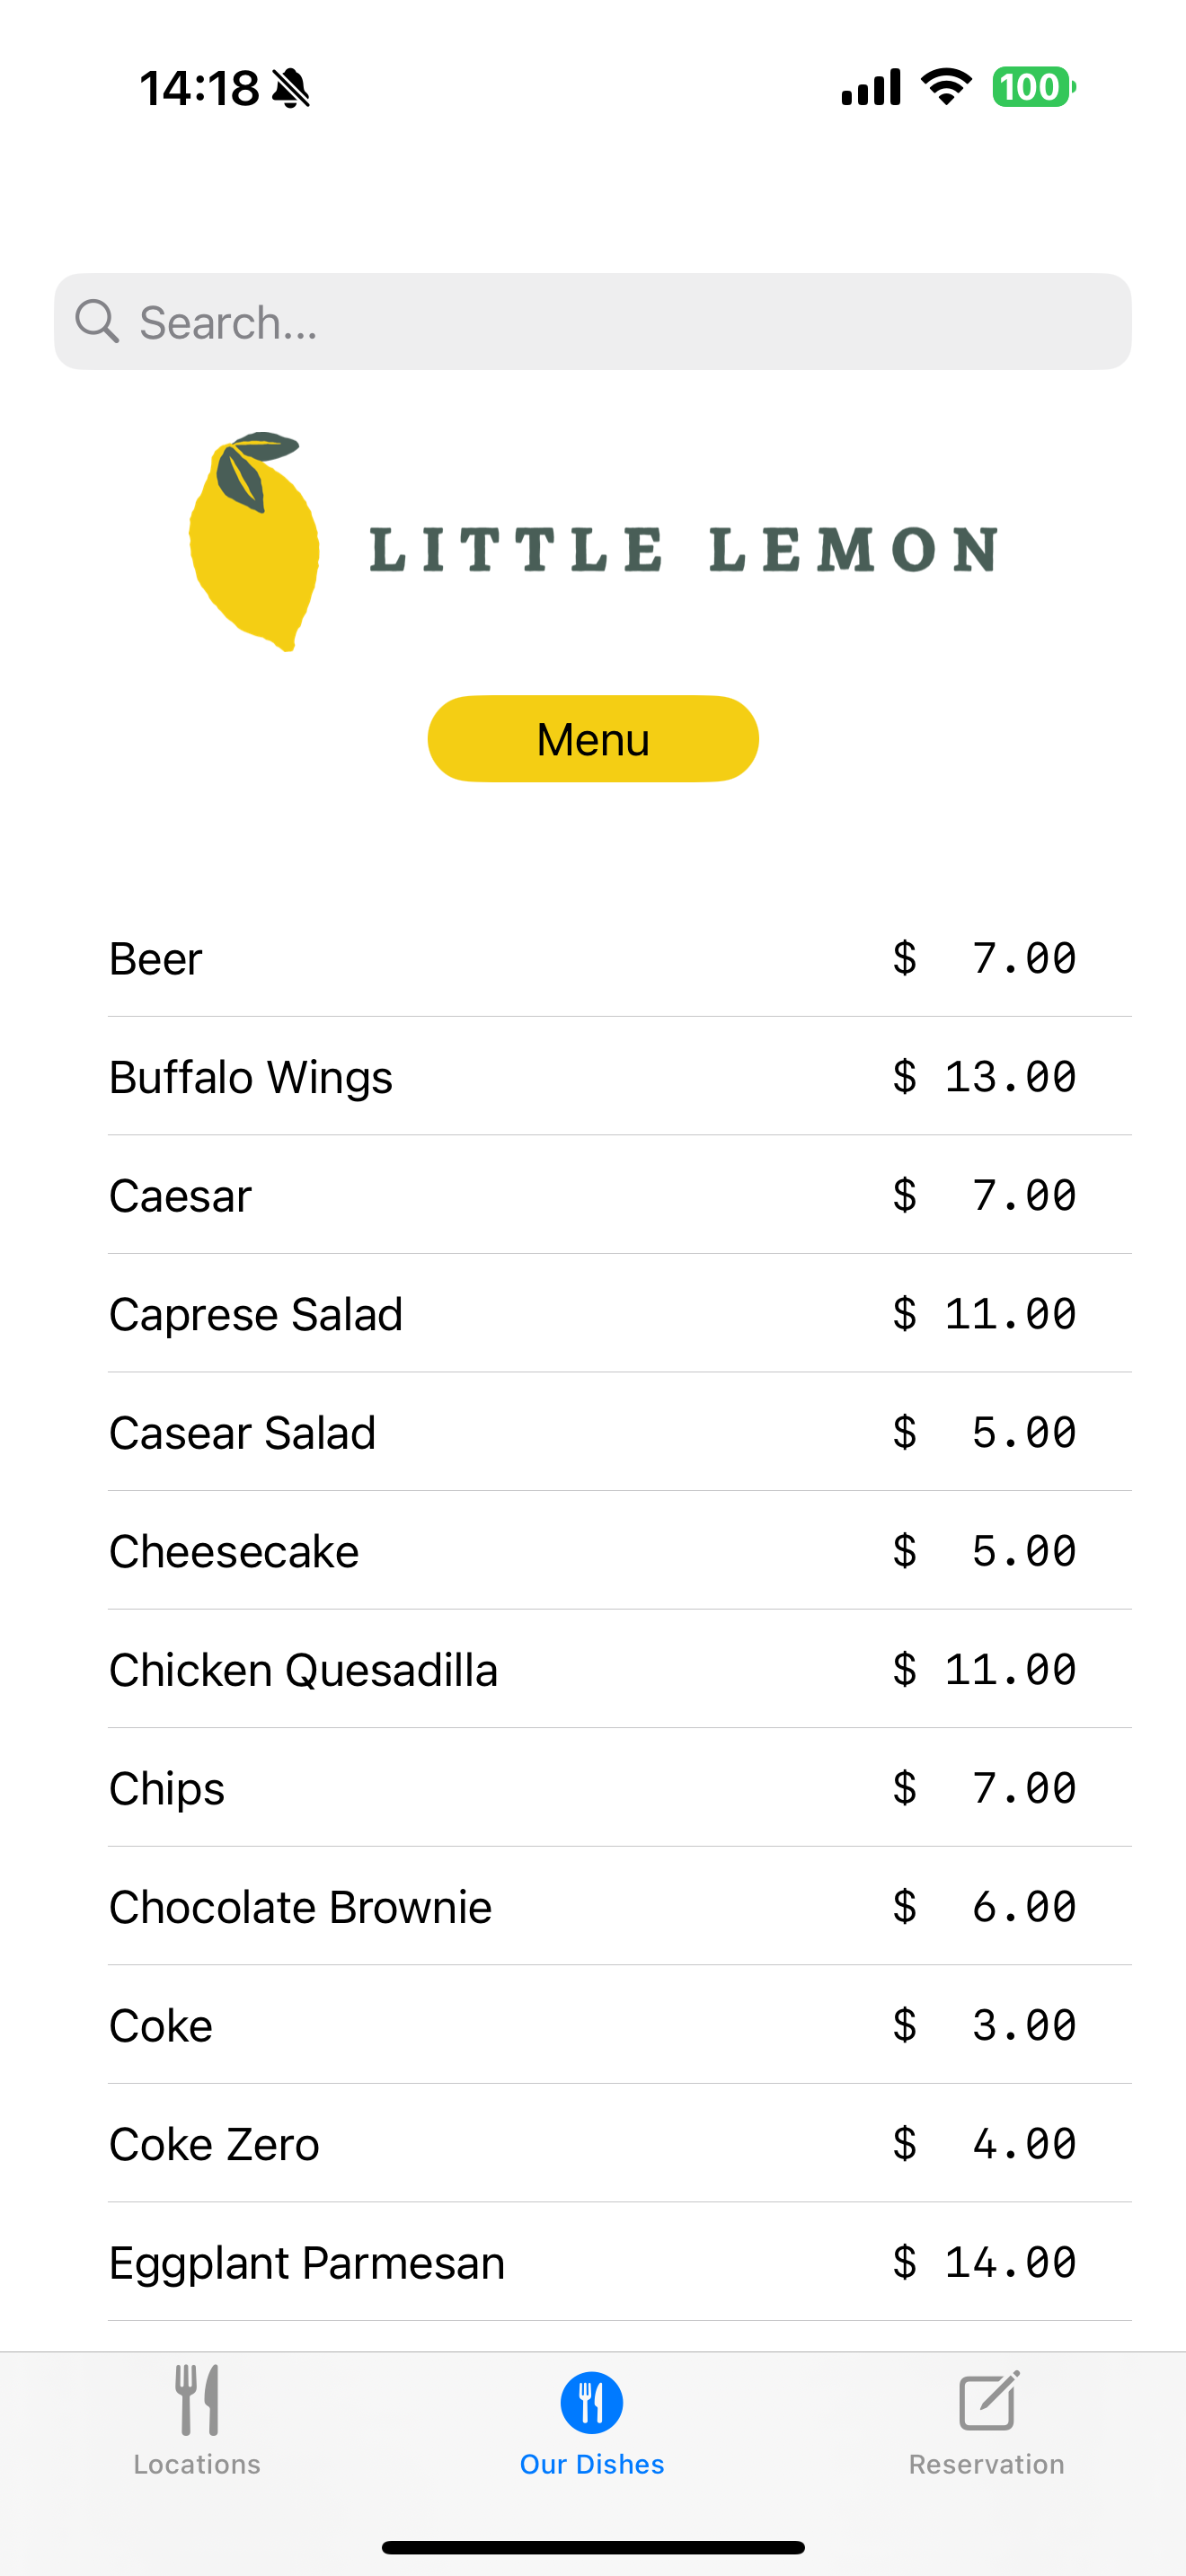 14:18 100
Search...
LITTLE LEMON
Menu
Beer $ 7.00
Buffalo Wings $ 13.00
Caesar $ 7.00
Caprese Salad $ 11.00
Casear Salad $ 5.00
Cheesecake $ 5.00
Chicken Quesadilla $ 11.00
Chips $ 7.00
Chocolate Brownie $ 6.00
Coke $ 3.00
Coke Zero $ 4.00
Eggplant Parmesan $ 14.00
Locations Our Dishes Reservation